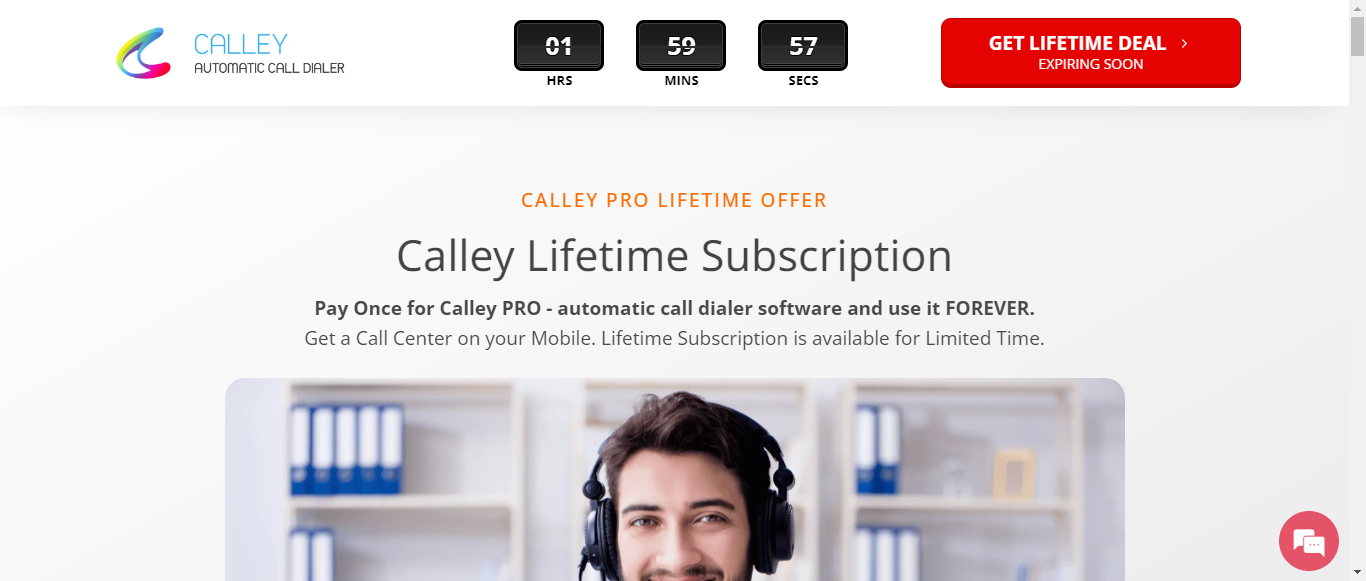 CALLEY
AUTOMATIC CALL DIALER
01 59 57
HRS MINS SECS
GET LIFETIME DEAL
EXPIRING SOON
CALLEY PRO LIFETIME OFFER
Calley Lifetime Subscription
Pay Once for Calley PRO - automatic call dialer software and use it FOREVER.
Get a Call Center on your Mobile. Lifetime Subscription is available for Limited Time.